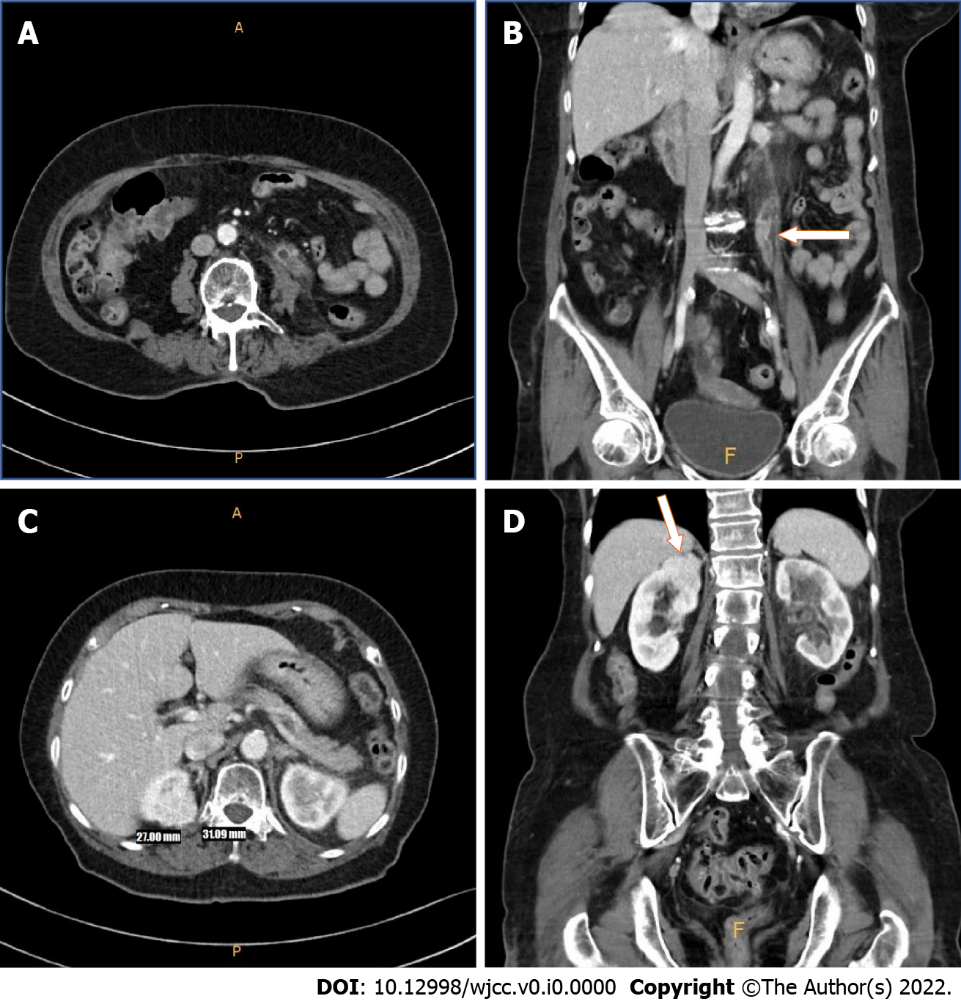 A
A
P
B
F
C
A
27.00 mm
31.09 mm
P
D
F
DOI: 10.12998/wjcc.v0.i0.0000 Copyright ©The Author(s) 2022.